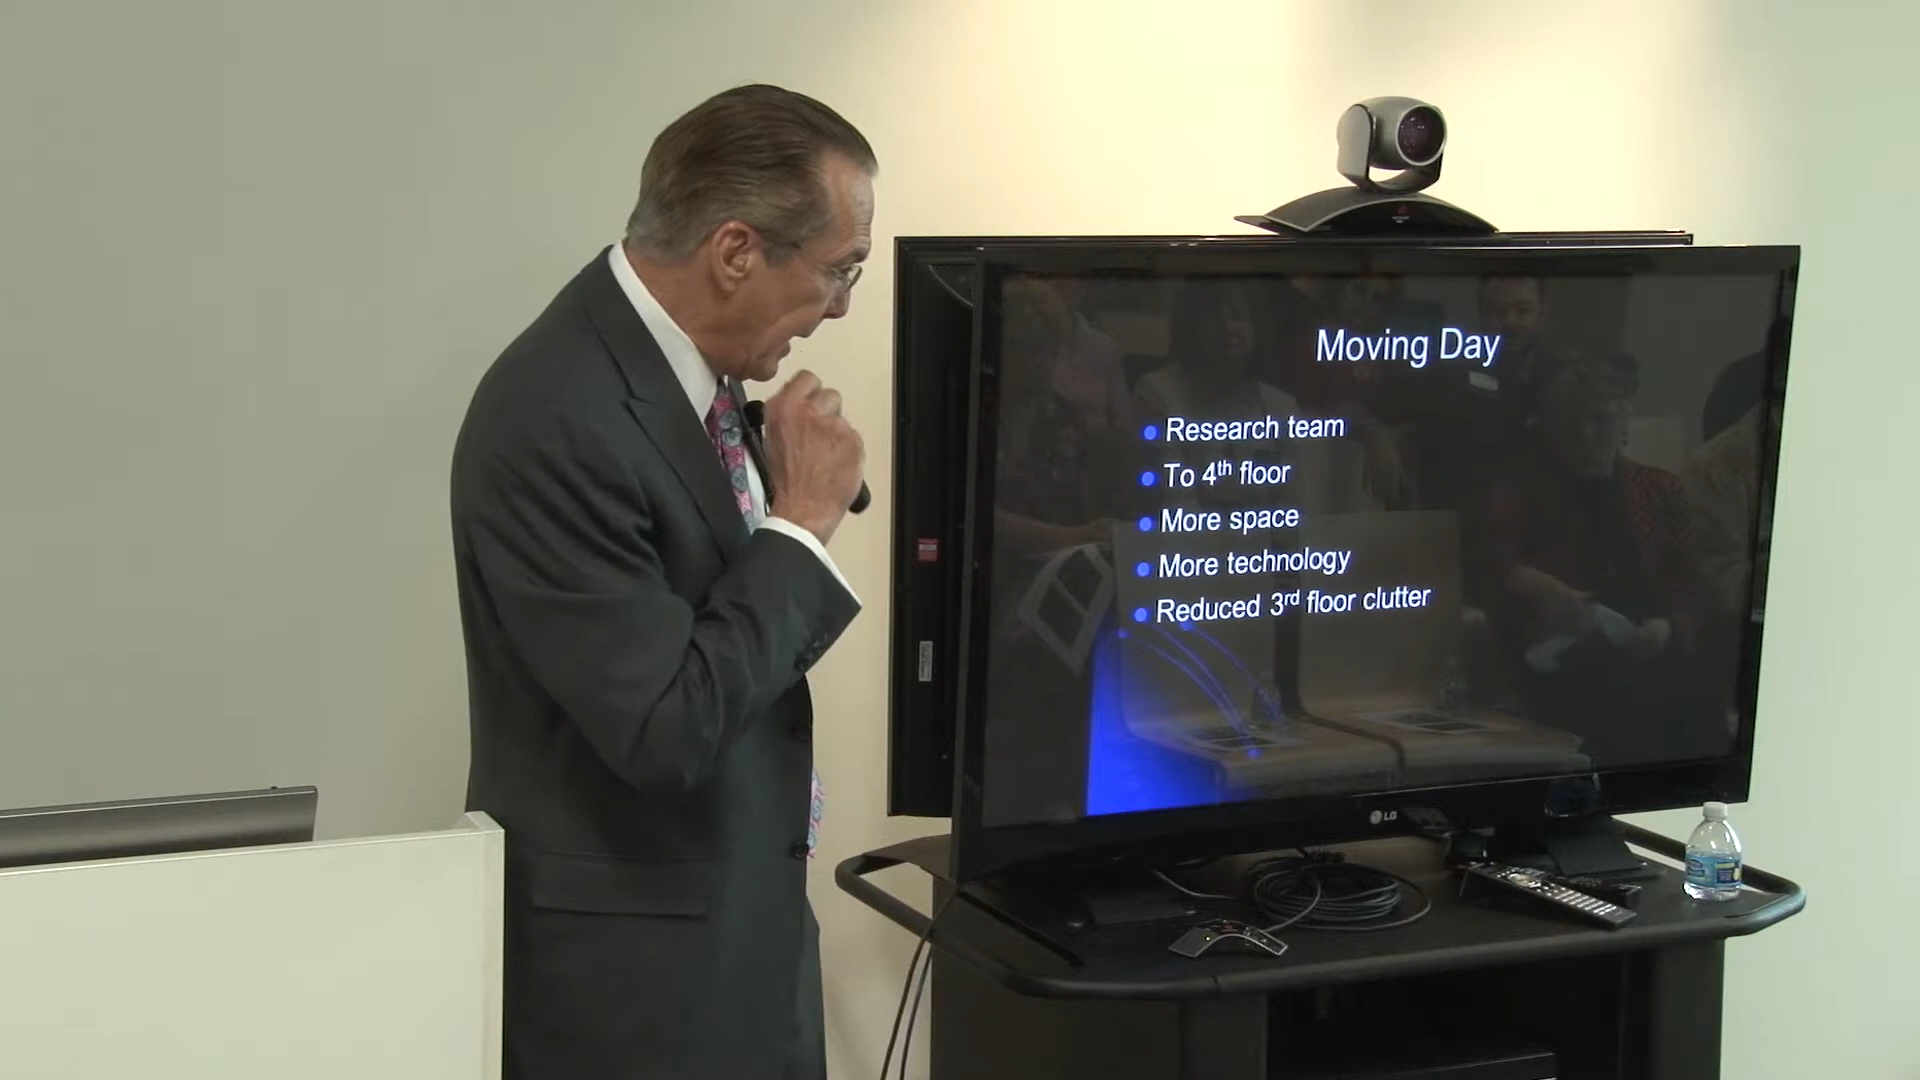 Moving Day
Research team
To 4th floor
More space
More technology
Reduced 3rd floor clutter
LG